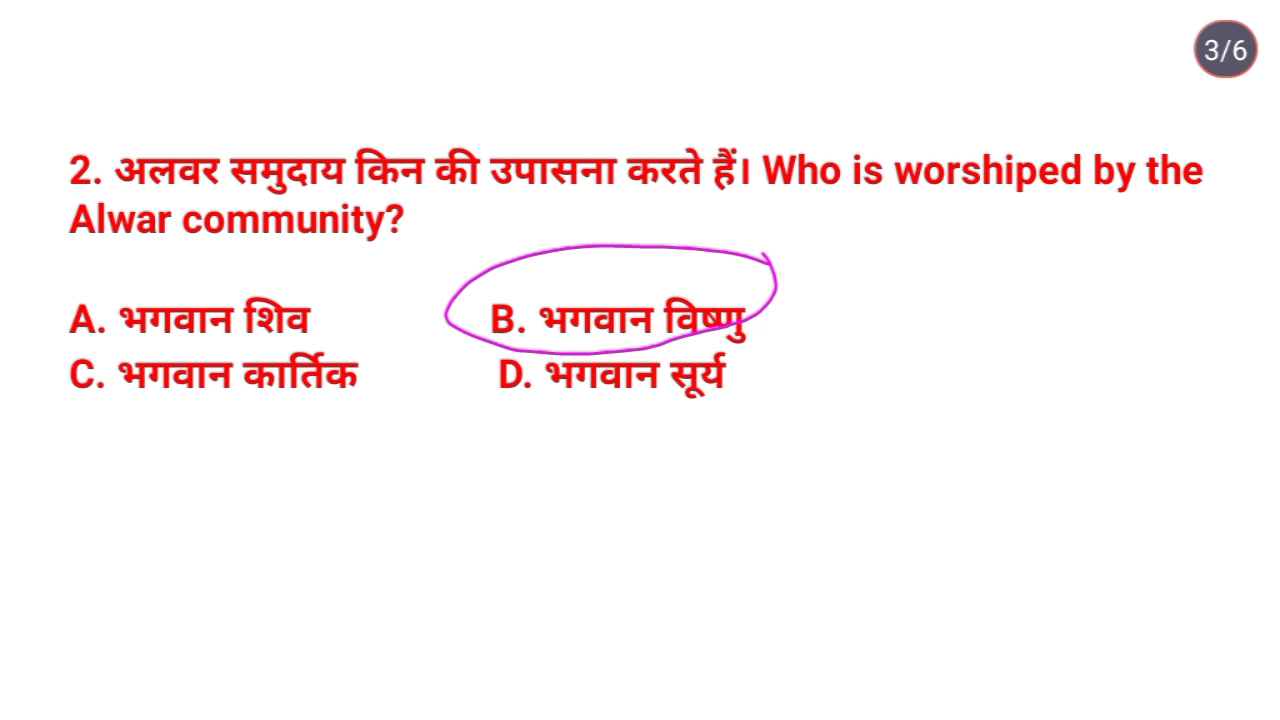 3/6
2. अलवर समुदाय किन की उपासना करते हैं। Who is worshiped by the
Alwar community?
A. भगवान शिव B. भगवान विष्णु
C. भगवान कार्तिक D. भगवान सूर्य